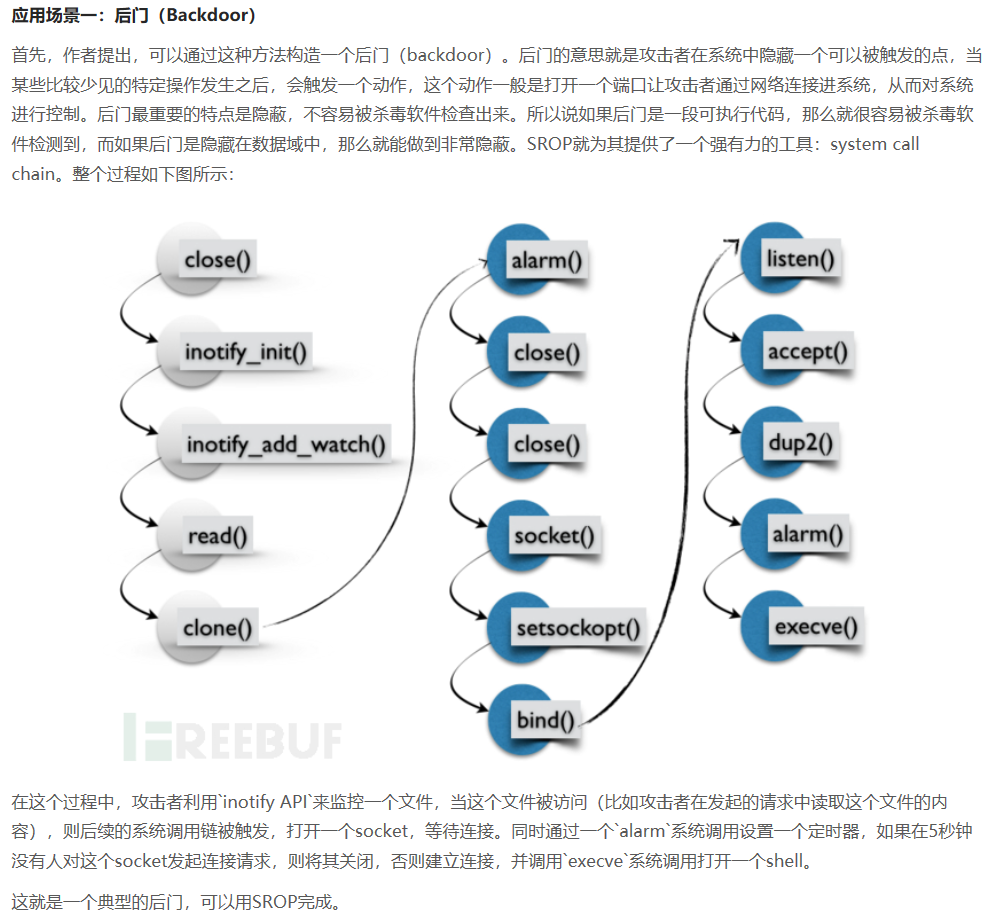 应用场景一：后门（Backdoor）
首先，作者提出，可以通过这种方法构造一个后门（backdoor）。后门的意思就是攻击者在系统中隐藏一个可以被触发的点，当
某些比较少见的特定操作发生之后，会触发一个动作，这个动作一般是打开一个端口让攻击者通过网络连接进系统，从而对系统
进行控制。后门最重要的特点是隐蔽，不容易被杀毒软件检查出来。所以说如果后门是一段可执行代码，那么就很容易被杀毒软
件检测到，而如果后门是隐藏在数据域中，那么就能做到非常隐蔽。SROP就为其提供了一个强有力的工具：system call
chain。整个过程如下图所示：
close()
inotify_init()
inotify_add_watch()
read()
clone()
alarm()
close()
close()
socket()
setsockopt()
bind()
listen()
accept()
dup2()
alarm()
execve()
FREEBUF
在这个过程中，攻击者利用`inotify API`来监控一个文件，当这个文件被访问（比如攻击者在发起的请求中读取这个文件的内
容），则后续的系统调用链被触发，打开一个socket，等待连接。同时通过一个`alarm`系统调用设置一个定时器，如果在5秒钟
没有人对这个socket发起连接请求，则将其关闭，否则建立连接，并调用`execve`系统调用打开一个shell。
这就是一个典型的后门，可以用SROP完成。